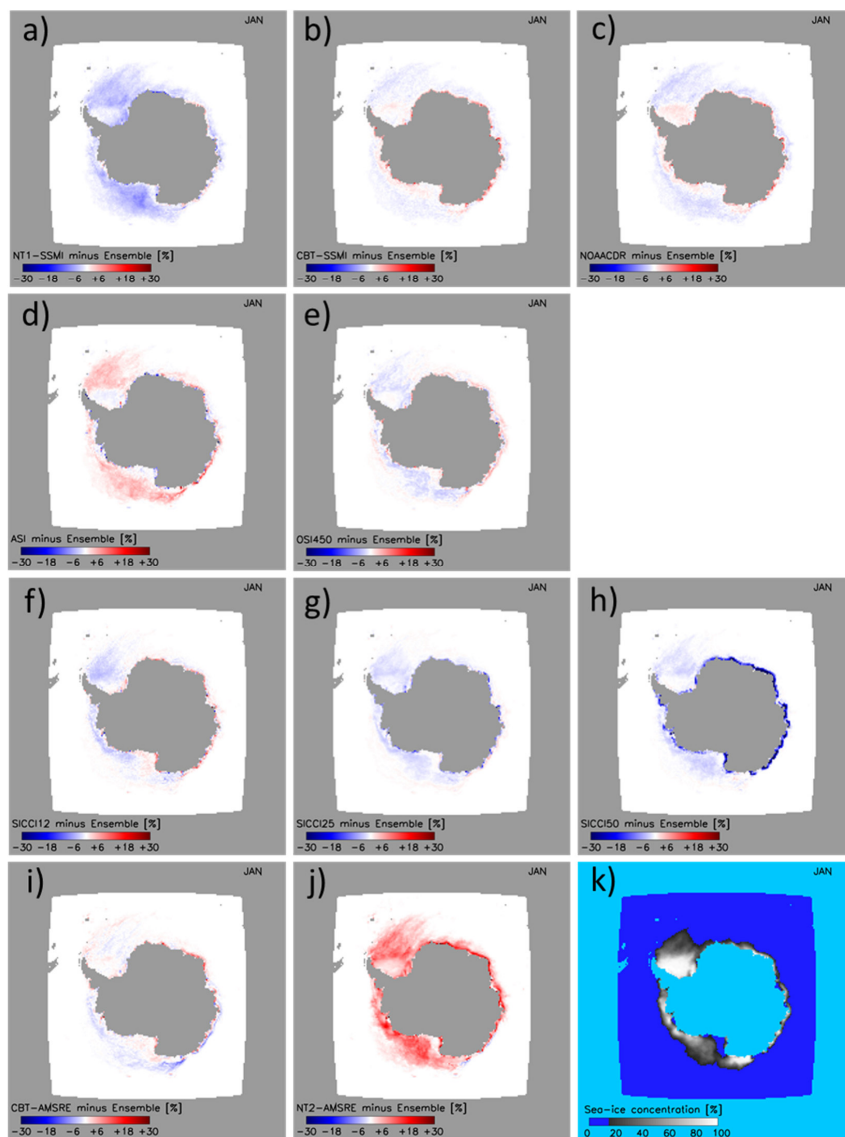 a)
JAN
NT1-SSMI minus Ensemble [%]
-30 -18 -6 +6 +18 +30
b)
JAN
CBT-SSMI minus Ensemble [%]
-30 -18 -6 +6 +18 +30
c)
JAN
NOAACDR minus Ensemble [%]
-30 -18 -6 +6 +18 +30
d)
JAN
ASI minus Ensemble [%]
-30 -18 -6 +6 +18 +30
e)
JAN
OSI450 minus Ensemble [%]
-30 -18 -6 +6 +18 +30
f)
JAN
SICCI12 minus Ensemble [%]
-30 -18 -6 +6 +18 +30
g)
JAN
SICCI25 minus Ensemble [%]
-30 -18 -6 +6 +18 +30
h)
JAN
SICCI50 minus Ensemble [%]
-30 -18 -6 +6 +18 +30
i)
JAN
CBT-AMSRE minus Ensemble [%]
-30 -18 -6 +6 +18 +30
j)
JAN
NT2-AMSRE minus Ensemble [%]
-30 -18 -6 +6 +18 +30
k)
JAN
Sea-ice concentration [%]
0 20 40 60 80 100